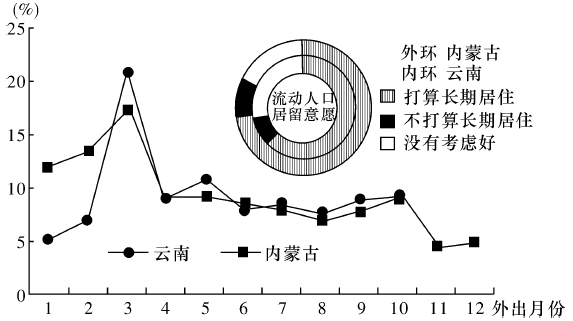 (%)
25
20
15
10
5
0
流动人口
居留意愿
外环 内蒙古
内环 云南
打算长期居住
不打算长期居住
没有考虑好
云南 内蒙古
1 2 3 4 5 6 7 8 9 10 11 12 外出月份